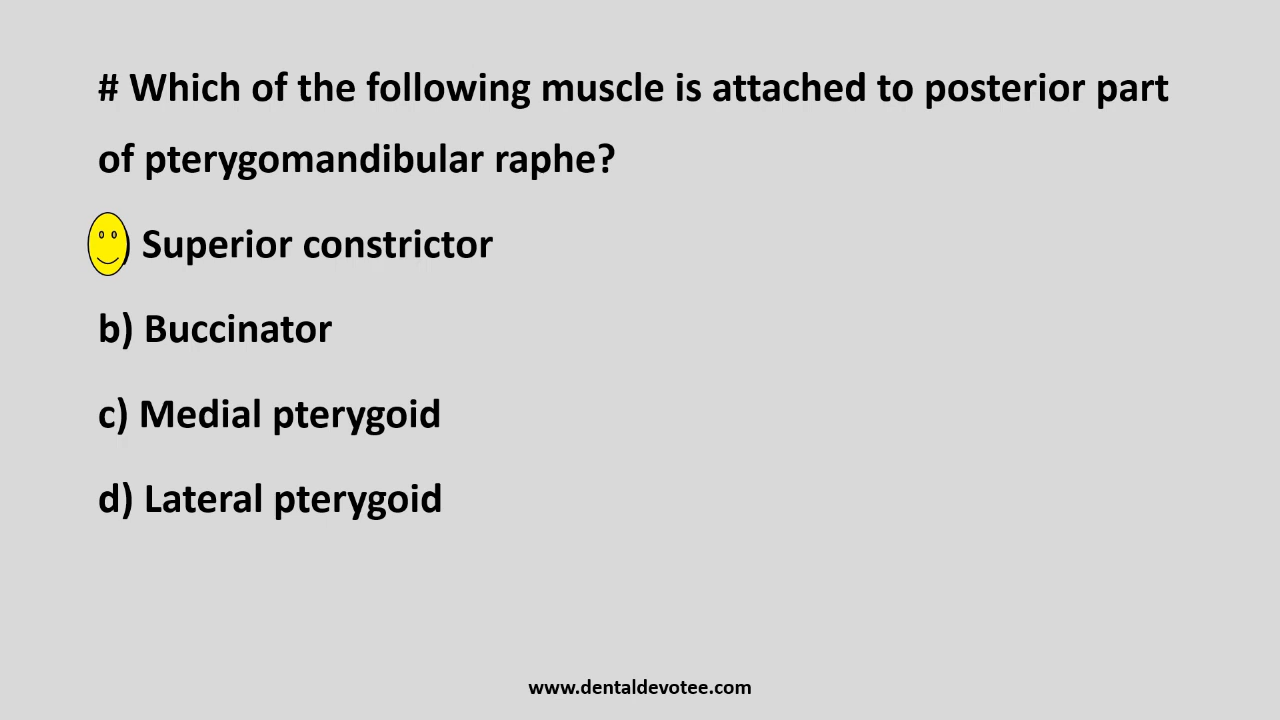 # Which of the following muscle is attached to posterior part
of pterygomandibular raphe?
) Superior constrictor
b) Buccinator
c) Medial pterygoid
d) Lateral pterygoid
www.dentaldevotee.com